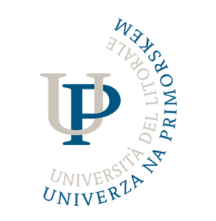 UP
UNIVERSITÀ DEL LITORALE
UNIVERZA NA PRIMORSKEM